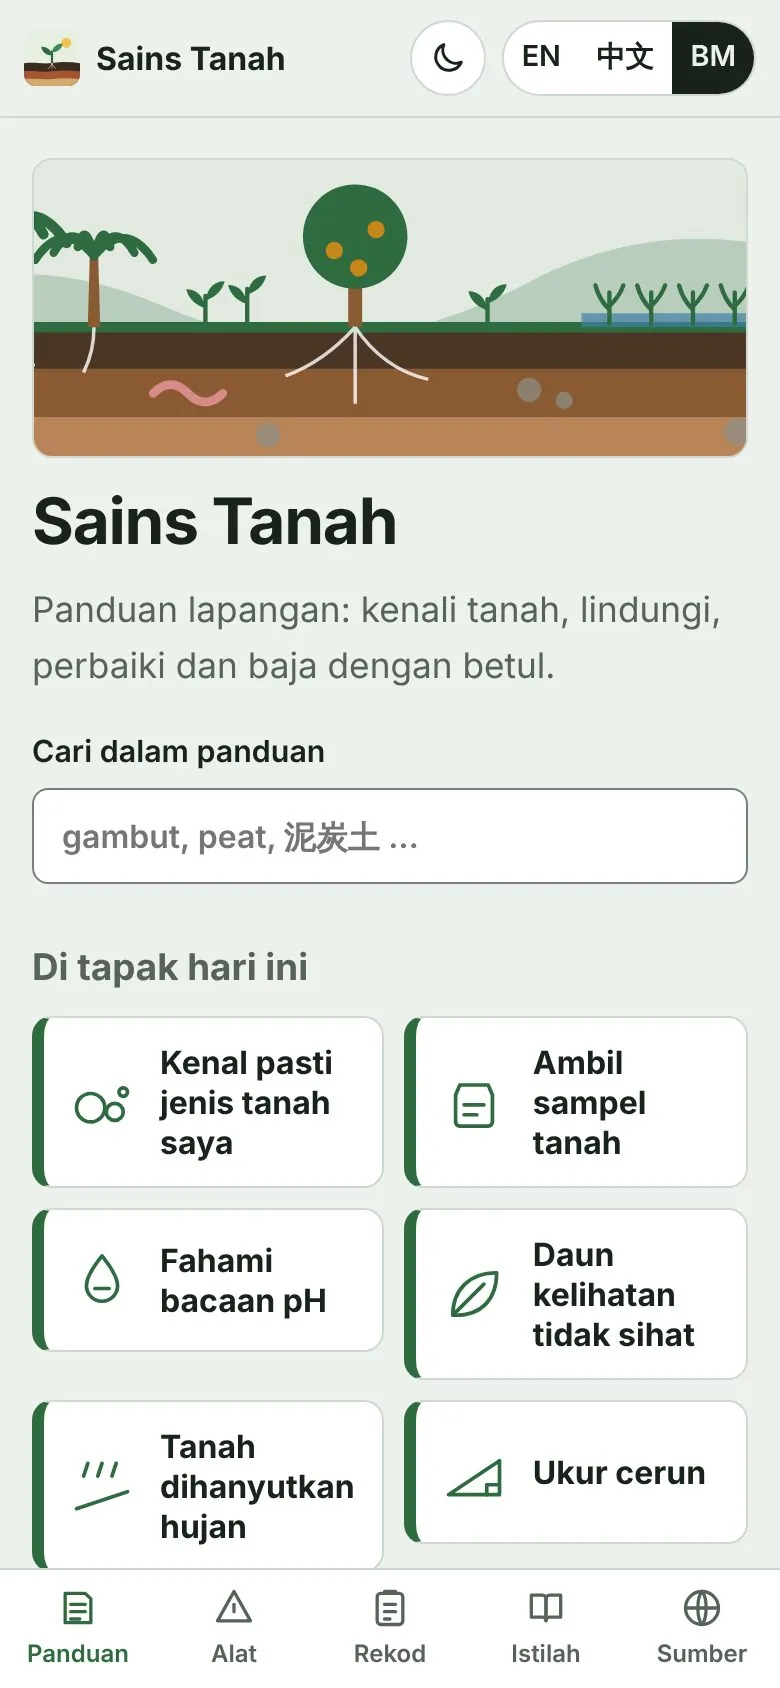 Sains Tanah
EN 中文 BM
Sains Tanah
Panduan lapangan: kenali tanah, lindungi,
perbaiki dan baja dengan betul.
Cari dalam panduan
gambut, peat, 泥炭土 ...
Di tapak hari ini
Kenal pasti
jenis tanah
saya
Ambil
sampel
tanah
Fahami
bacaan pH
Daun
kelihatan
tidak sihat
Tanah
dihanyutkan
hujan
Ukur cerun
Panduan
Alat
Rekod
Istilah
Sumber